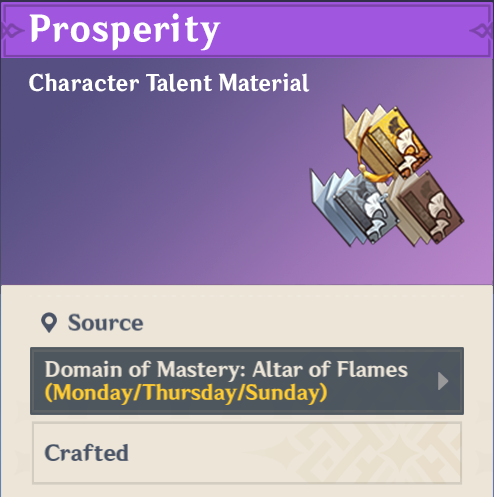 Prosperity
Character Talent Material
Source
Domain of Mastery: Altar of Flames
(Monday/Thursday/Sunday)
Crafted